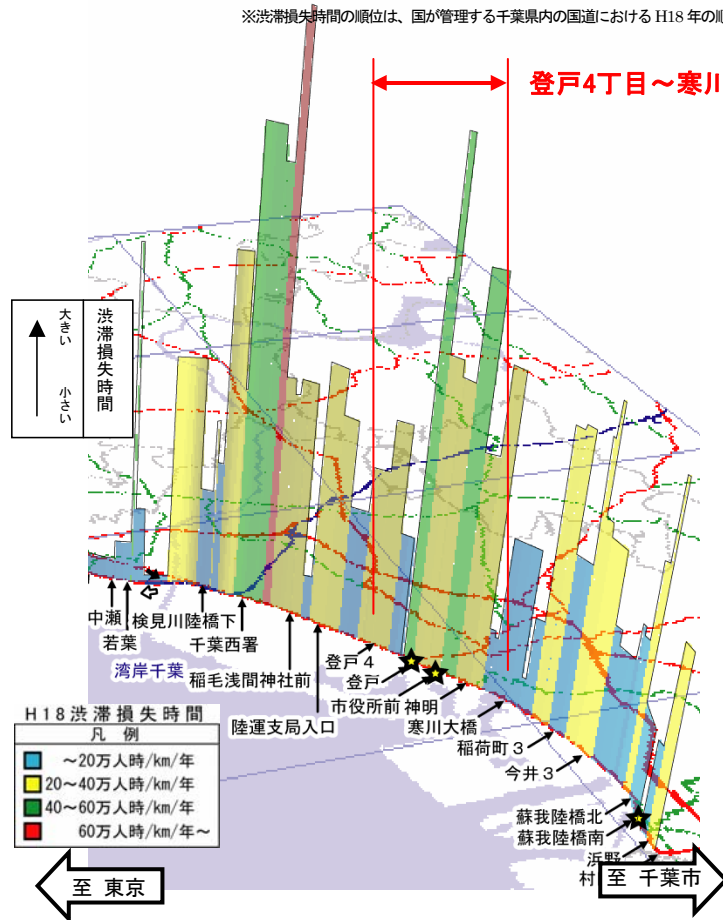 ※渋滞損失時間の順位は、国が管理する千葉県内の国道における H18 年の順
登戸4丁目～寒川
渋滞損失時間
大きい
小さい
中瀬
若葉
検見川陸橋下
千葉西署
湾岸千葉
稲毛浅間神社前
陸運支局入口
登戸4
登戸
市役所前
神明
寒川大橋
稲荷町3
今井3
蘇我陸橋北
蘇我陸橋南
浜野
村
H18渋滞損失時間
凡 例
～20万人時/km/年
20～40万人時/km/年
40～60万人時/km/年
60万人時/km/年～
至 東京
至 千葉市